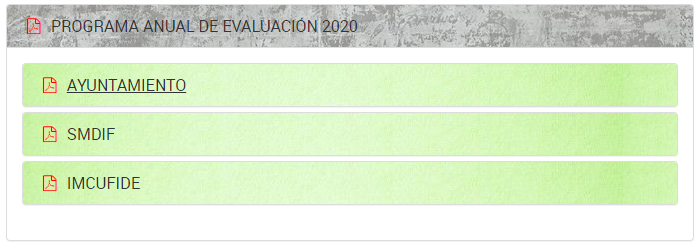 PROGRAMA ANUAL DE EVALUACIÓN 2020
AYUNTAMIENTO
SMDIF
IMCUFIDE